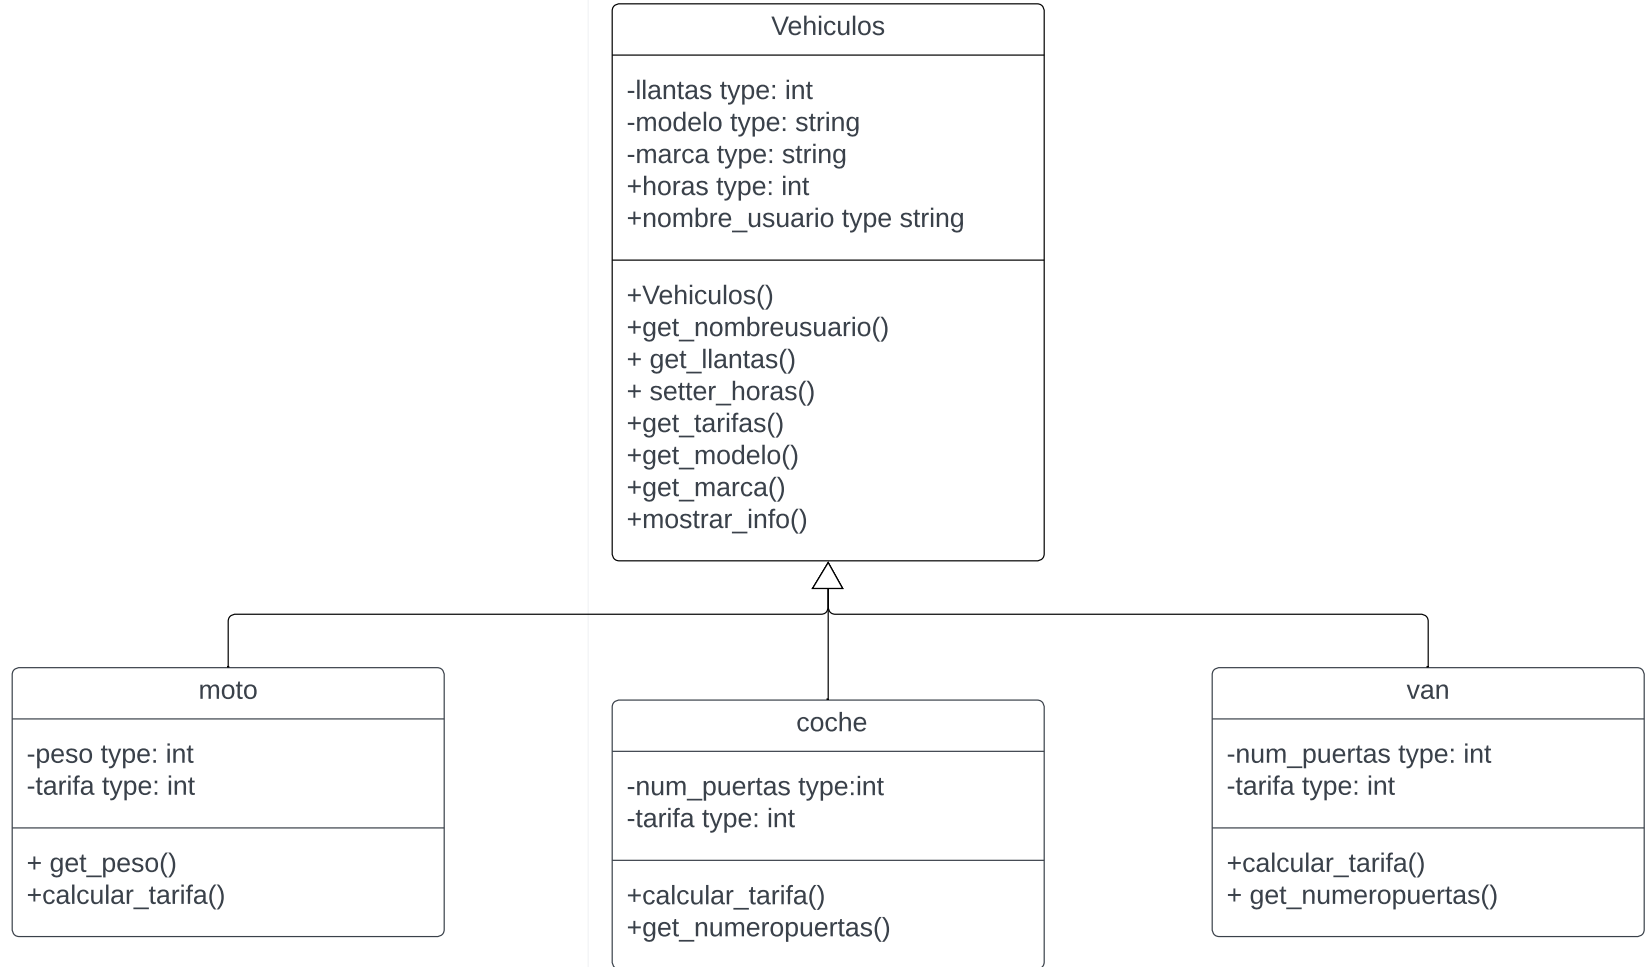 Vehiculos
-llantas type: int
-modelo type: string
-marca type: string
+horas type: int
+nombre_usuario type string
+Vehiculos()
+get_nombreusuario()
+ get_llantas()
+ setter_horas()
+get_tarifas()
+get_modelo()
+get_marca()
+mostrar_info()
moto
-peso type: int
-tarifa type: int
+ get_peso()
+calcular_tarifa()
coche
-num_puertas type:int
-tarifa type: int
+calcular_tarifa()
+get_numeropuertas()
van
-num_puertas type: int
-tarifa type: int
+calcular_tarifa()
+ get_numeropuertas()